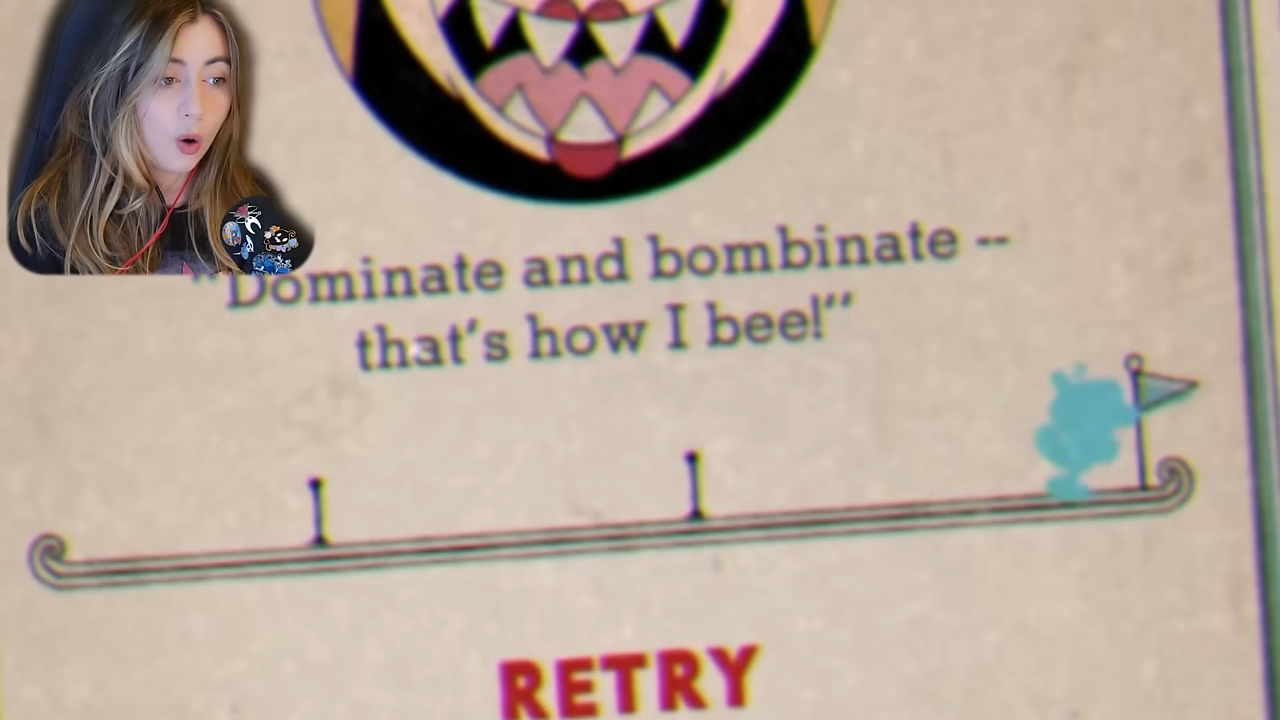 "Dominate and bombinate --
that's how I bee!"
RETRY